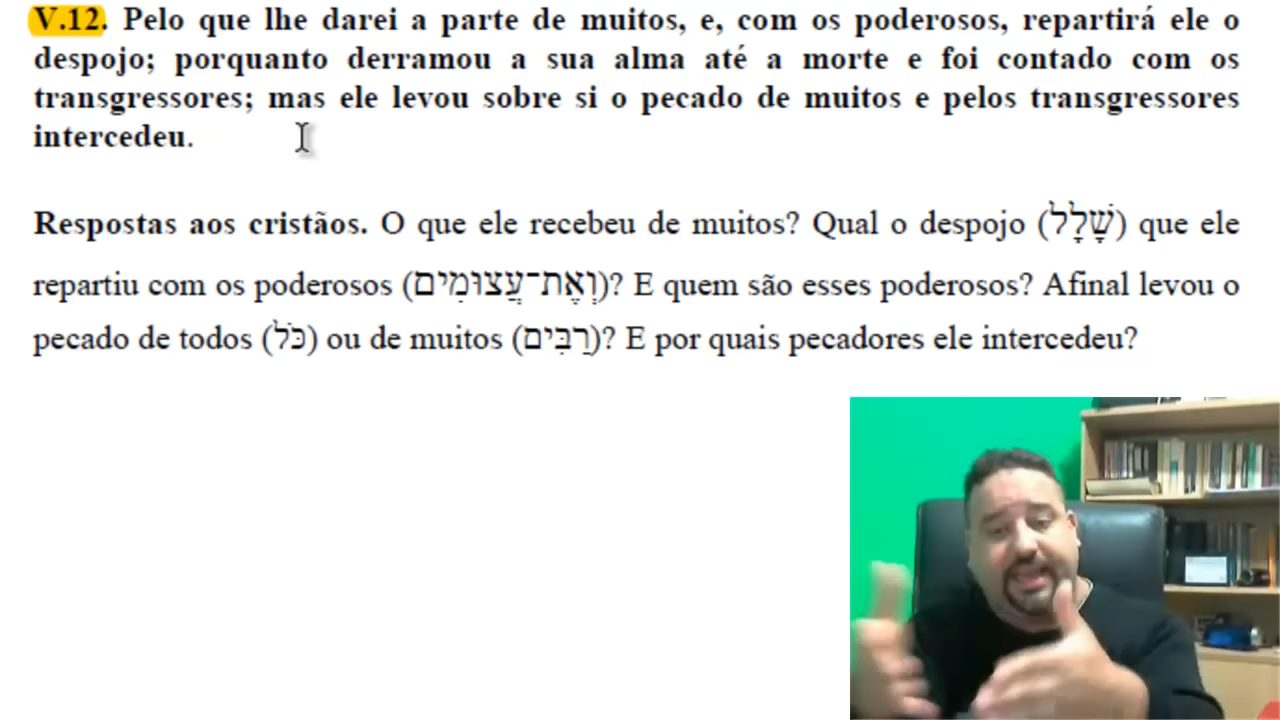 V.12. Pelo que lhe darei a parte de muitos, e, com os poderosos, repartirá ele o
despojo; porquanto derramou a sua alma até a morte e foi contado com os
transgressores; mas ele levou sobre si o pecado de muitos e pelos transgressores
intercedeu.
Respostas aos cristãos. O que ele recebeu de muitos? Qual o despojo (שָׁלָל) que ele
repartiu com os poderosos (וְאֶת־עֲצוּמִים)? E quem são esses poderosos? Afinal levou o
pecado de todos (כֹּל) ou de muitos (רַבִּים)? E por quais pecadores ele intercedeu?